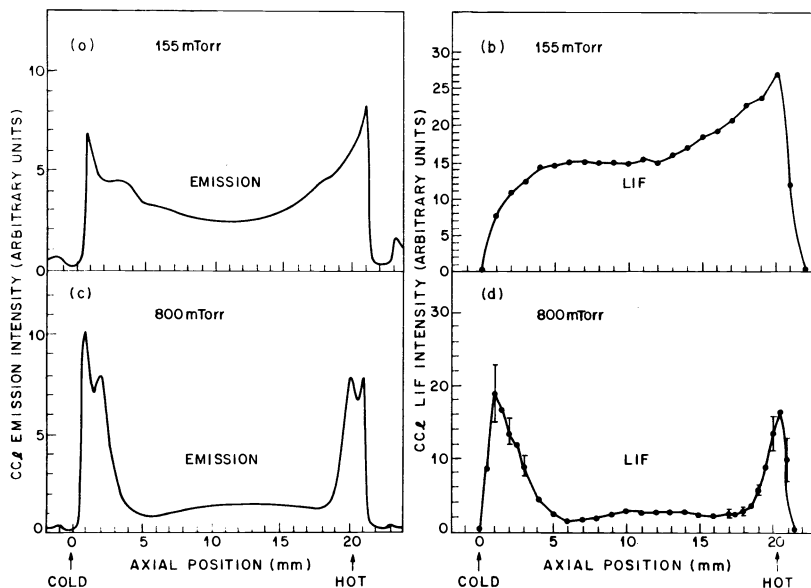 (a)
155 mTorr
10
5
0
EMISSION
(b)
155 mTorr
30
25
20
15
10
5
0
LIF
(c)
800 mTorr
10
5
0
EMISSION
0
10
20
AXIAL POSITION (mm)
COLD
HOT
CCℓ EMISSION INTENSITY (ARBITRARY UNITS)
(d)
800 mTorr
30
20
10
0
LIF
0
5
10
15
20
AXIAL POSITION (mm)
COLD
HOT
CCℓ LIF INTENSITY (ARBITRARY UNITS)